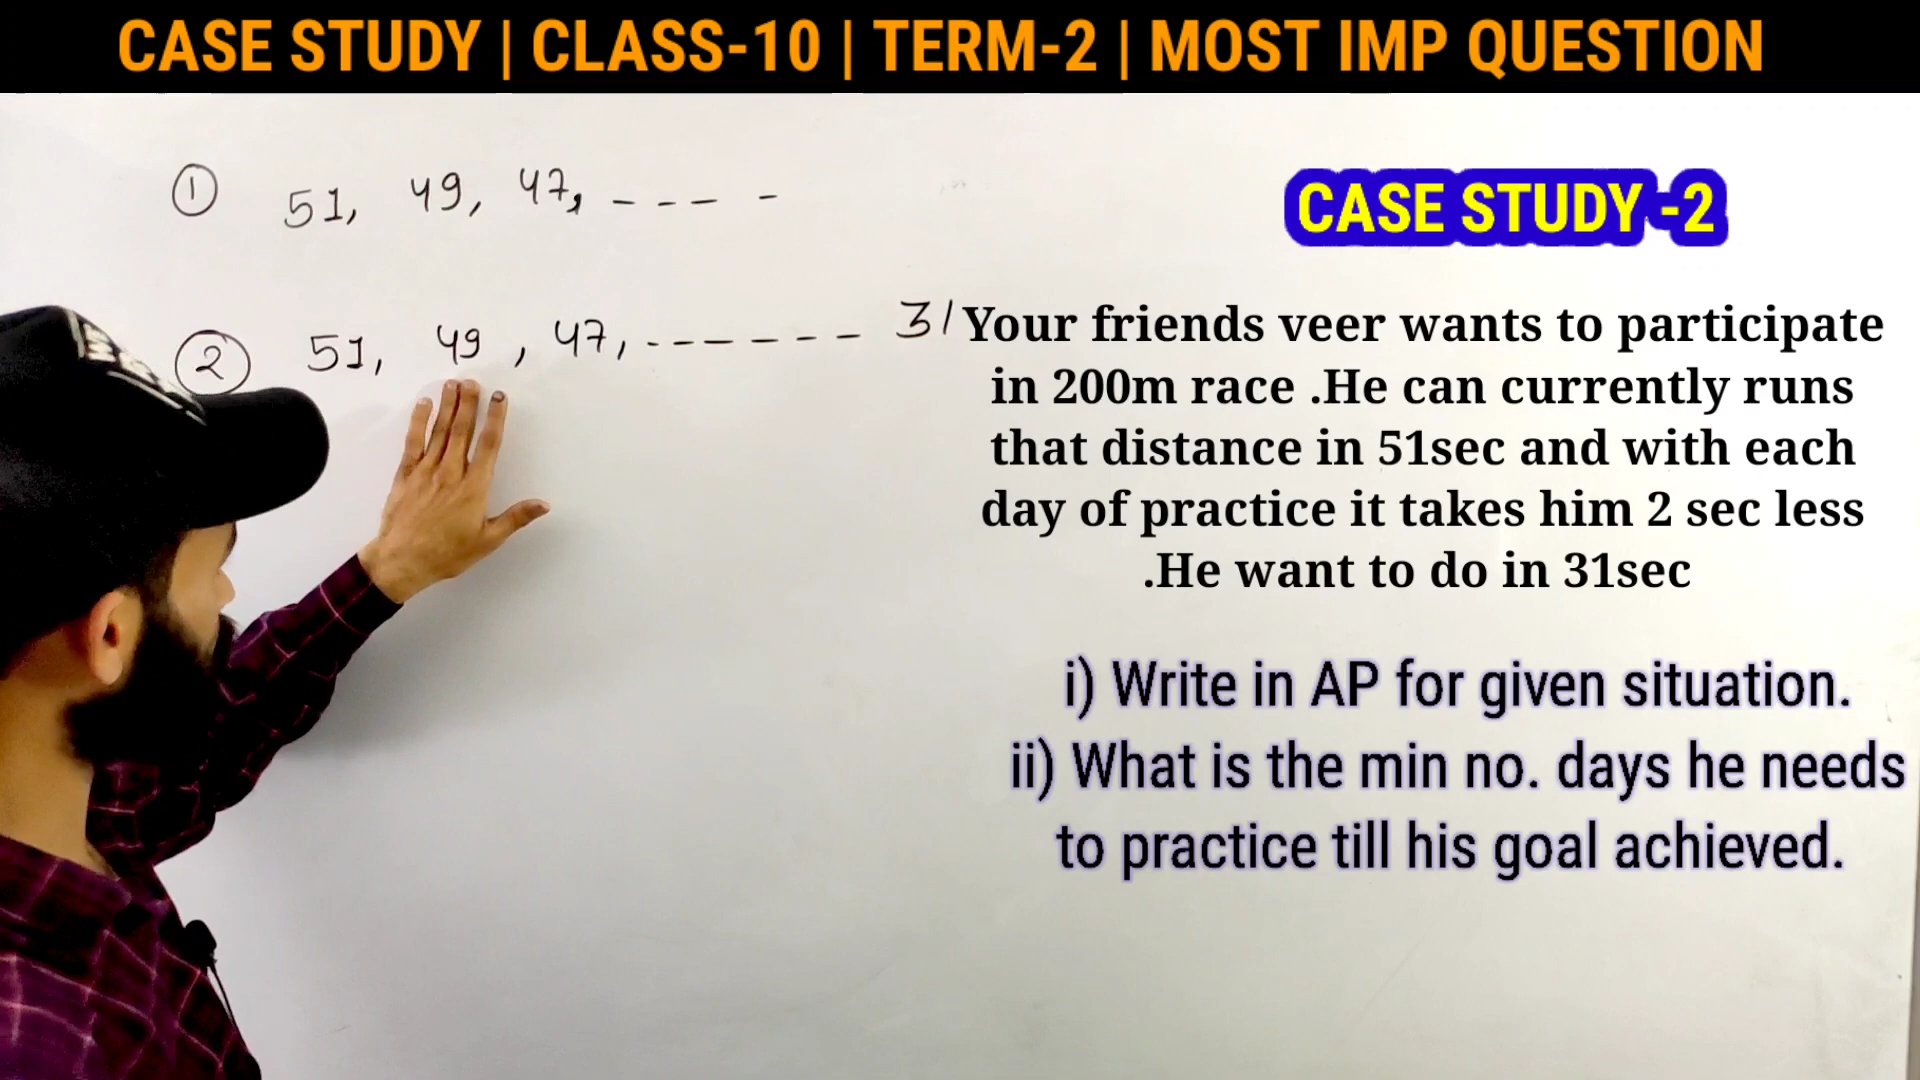 CASE STUDY | CLASS-10 | TERM-2 | MOST IMP QUESTION
① 51, 49, 47, - - - -
② 51, 49, 47, - - - - - - 31
CASE STUDY -2
Your friends veer wants to participate
in 200m race .He can currently runs
that distance in 51sec and with each
day of practice it takes him 2 sec less
.He want to do in 31sec
i) Write in AP for given situation.
ii) What is the min no. days he needs
to practice till his goal achieved.